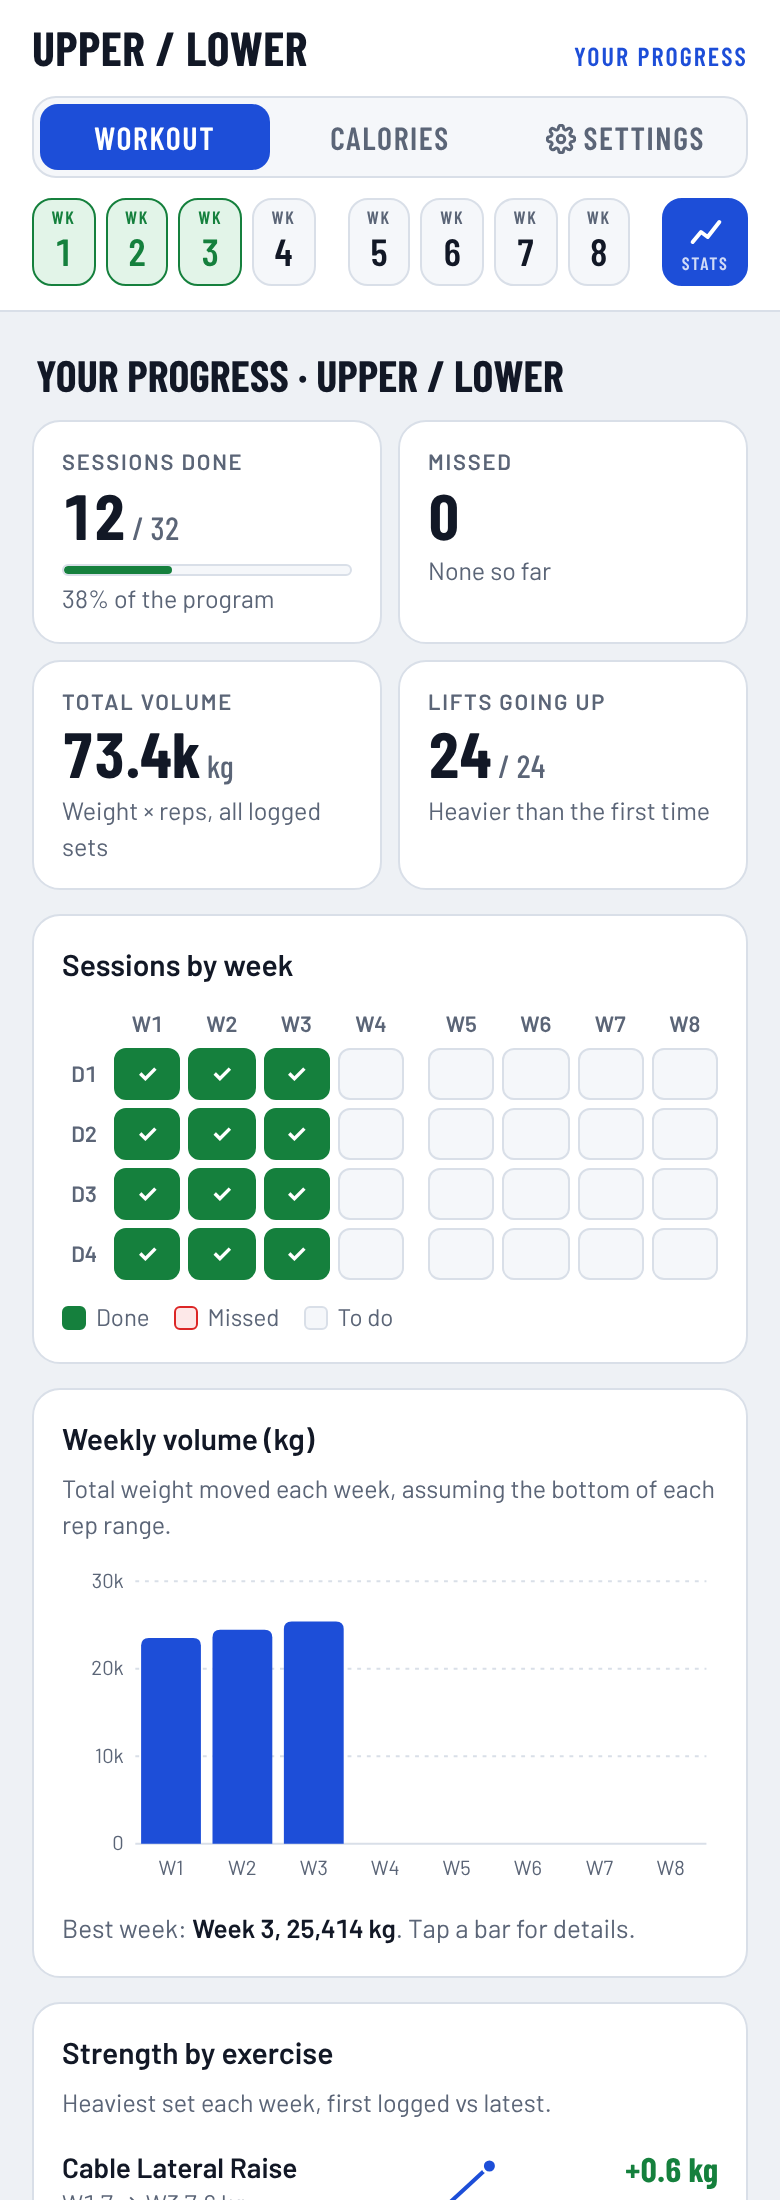 UPPER / LOWER
YOUR PROGRESS
WORKOUT
CALORIES
SETTINGS
WK 1
WK 2
WK 3
WK 4
WK 5
WK 6
WK 7
WK 8
STATS
YOUR PROGRESS · UPPER / LOWER
SESSIONS DONE
12 / 32
38% of the program
MISSED
0
None so far
TOTAL VOLUME
73.4k kg
Weight × reps, all logged
sets
LIFTS GOING UP
24 / 24
Heavier than the first time
Sessions by week
W1 W2 W3 W4 W5 W6 W7 W8
D1
D2
D3
D4
Done Missed To do
Weekly volume (kg)
Total weight moved each week, assuming the bottom of each
rep range.
30k
20k
10k
0
W1 W2 W3 W4 W5 W6 W7 W8
Best week: Week 3, 25,414 kg. Tap a bar for details.
Strength by exercise
Heaviest set each week, first logged vs latest.
Cable Lateral Raise
+0.6 kg